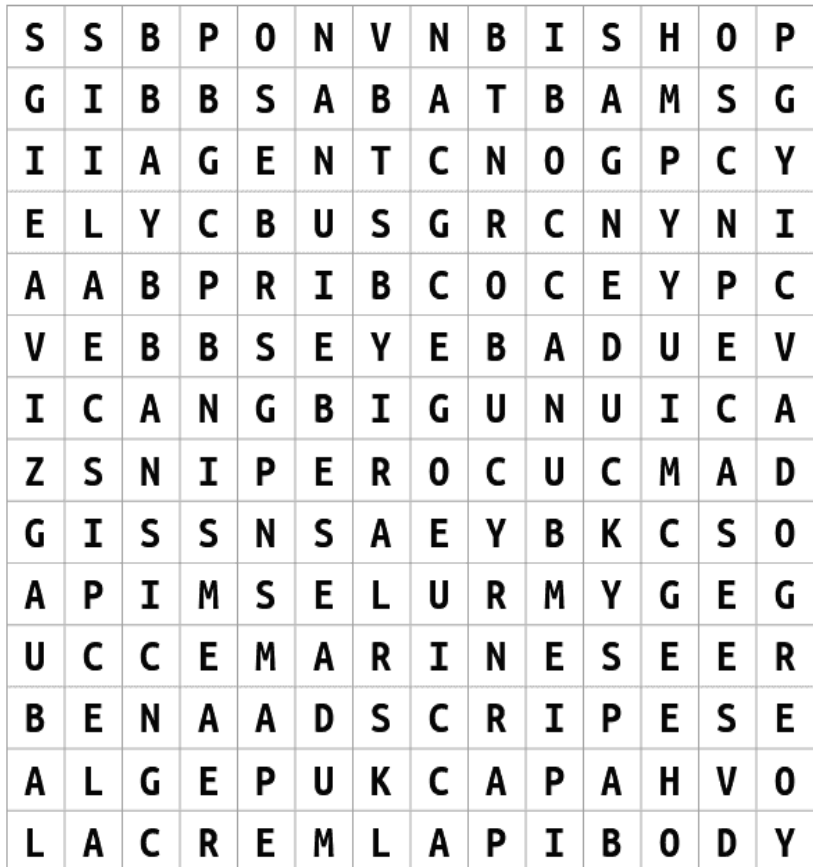 S S B P O N V N B I S H O P
G I B B S A B A T B A M S G
I I A G E N T C N O G P C Y
E L Y C B U S G R C N Y N I
A A B P R I B C O C E Y P C
V E B B S E Y E B A D U E V
I C A N G B I G U N U I C A
Z S N I P E R O C U C M A D
G I S S N S A E Y B K C S O
A P I M S E L U R M Y G E G
U C C E M A R I N E S E E R
B E N A A D S C R I P E S E
A L G E P U K C A P A H V O
L A C R E M L A P I B O D Y